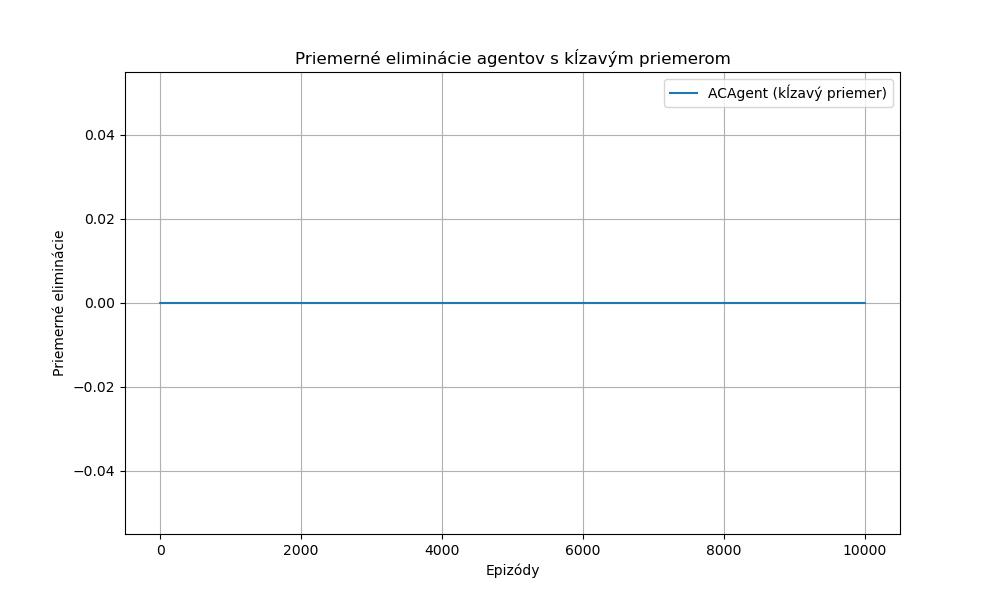 Priemerné eliminácie agentov s kĺzavým priemerom
ACAgent (kĺzavý priemer)
0.04
0.02
0.00
−0.02
−0.04
Priemerné eliminácie
0 2000 4000 6000 8000 10000
Epizódy